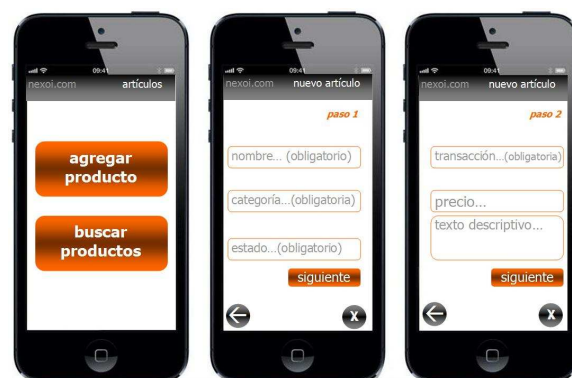 09:41
nexoi.com artículos
agregar
producto
buscar
productos
09:41
nexoi.com nuevo artículo
paso 1
nombre... (obligatorio)
categoría...(obligatoria)
estado...(obligatorio)
siguiente
x
09:41
nexoi.com nuevo artículo
paso 2
transacción...(obligatoria)
precio...
texto descriptivo...
siguiente
x